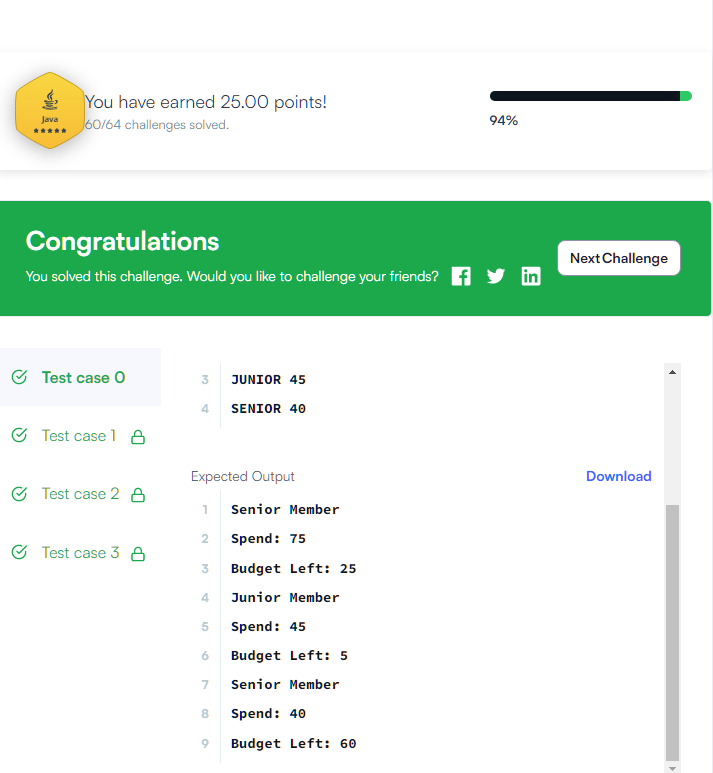 Java
★★★★★
You have earned 25.00 points!
60/64 challenges solved.
94%
Congratulations
You solved this challenge. Would you like to challenge your friends?
Next Challenge
Test case 0
Test case 1
Test case 2
Test case 3
3 JUNIOR 45
4 SENIOR 40
Expected Output Download
1 Senior Member
2 Spend: 75
3 Budget Left: 25
4 Junior Member
5 Spend: 45
6 Budget Left: 5
7 Senior Member
8 Spend: 40
9 Budget Left: 60